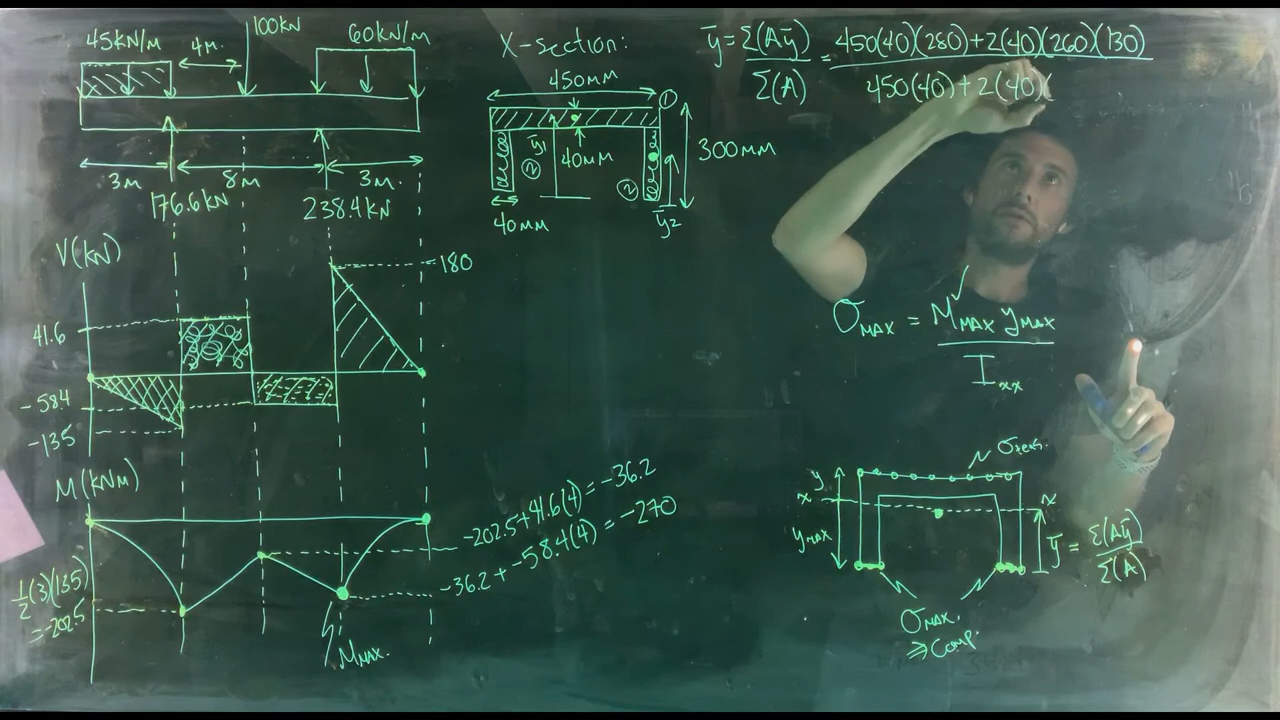 45KN/M
4M.
100KN
60KN/M
3M
8M
3M.
176.6KN
238.4KN
X-section:
450MM
①
ȳ1
40MM
②
②
300MM
40MM
ȳ2
ȳ = Σ(Aȳ)/Σ(A) = 450(40)(280)+2(40)(260)(130)
450(40)+2(40)(
V(KN)
180
41.6
-58.4
-135
M(KNM)
½(3)(135)
=-202.5
-202.5+41.6(4)=-36.2
-36.2+-58.4(4)=-270
MMAX.
σMAX = MMAX yMAX / Ixx
✓
σtens.
y
x
x
yMAX
ȳ = Σ(Aȳ)/Σ(A)
σMAX.
⇒ Comp.